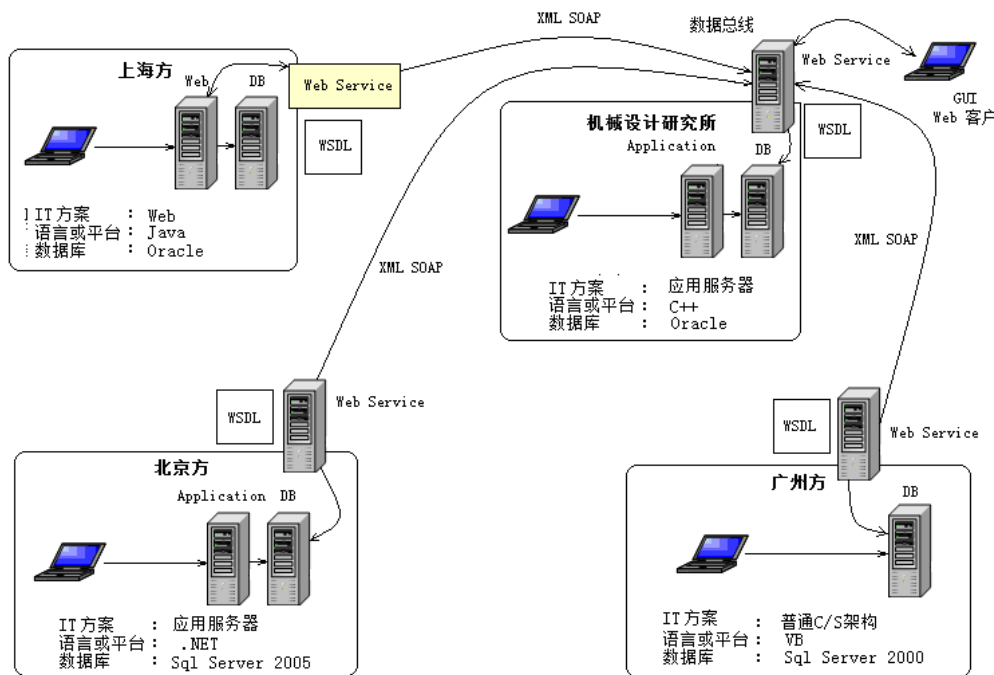 XML SOAP
数据总线
上海方
Web
DB
Web Service
Web Service
GUI
Web 客户
WSDL
机械设计研究所
WSDL
Application
DB
IT方案 : Web
语言或平台 : Java
数据库 : Oracle
XML SOAP
XML SOAP
IT方案 : 应用服务器
语言或平台 : C++
数据库 : Oracle
WSDL
Web Service
WSDL
Web Service
北京方
广州方
Application
DB
DB
IT方案 : 应用服务器
语言或平台 : .NET
数据库 : Sql Server 2005
IT方案 : 普通C/S架构
语言或平台 : VB
数据库 : Sql Server 2000